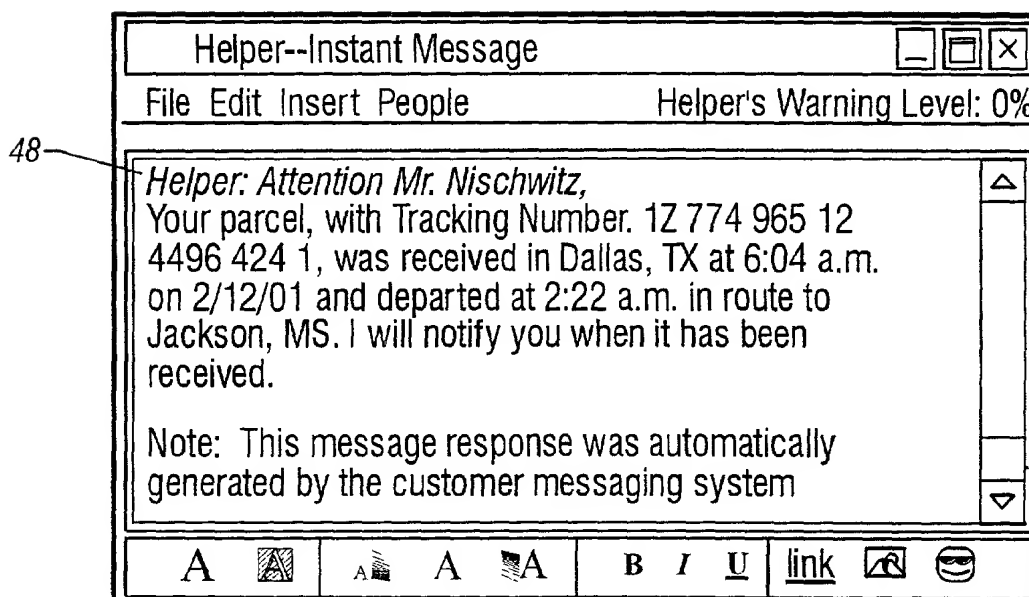 Helper--Instant Message
File Edit Insert People Helper's Warning Level: 0%
48
Helper: Attention Mr. Nischwitz,
Your parcel, with Tracking Number. 1Z 774 965 12
4496 424 1, was received in Dallas, TX at 6:04 a.m.
on 2/12/01 and departed at 2:22 a.m. in route to
Jackson, MS. I will notify you when it has been
received.
Note: This message response was automatically
generated by the customer messaging system
A A A A A B I U link